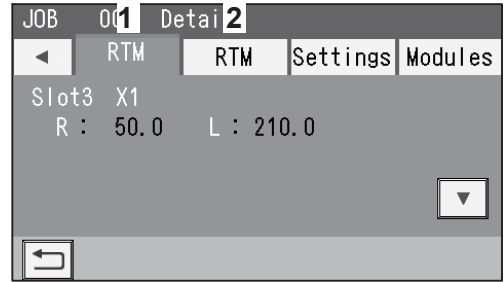 JOB 00 1 Detai 2
◀ RTM RTM Settings Modules
Slot3 X1
R : 50.0 L : 210.0
▼